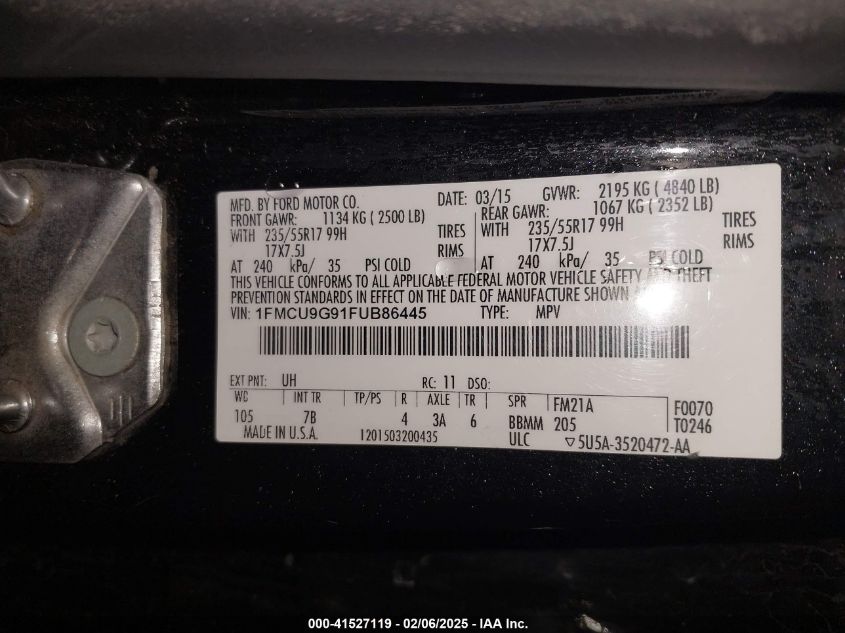 MFD. BY FORD MOTOR CO. DATE: 03/15 GVWR: 2195 KG ( 4840 LB)
FRONT GAWR: 1134 KG ( 2500 LB) REAR GAWR: 1067 KG ( 2352 LB)
WITH 235/55R17 99H TIRES WITH 235/55R17 99H TIRES
17X7.5J RIMS 17X7.5J RIMS
AT 240 kPa/ 35 PSI COLD AT 240 kPa/ 35 PSI COLD
THIS VEHICLE CONFORMS TO ALL APPLICABLE FEDERAL MOTOR VEHICLE SAFETY AND THEFT
PREVENTION STANDARDS IN EFFECT ON THE DATE OF MANUFACTURE SHOWN
VIN: 1FMCU9G91FUB86445 TYPE: MPV
EXT PNT: UH RC: 11 DSO:
WB INT TR TP/PS R AXLE TR SPR FM21A F0070
105 7B 4 3A 6 BBMM 205 T0246
MADE IN U.S.A. 1201503200435 ULC ▽5U5A-3520472-AA
000-41527119 — 02/06/2025 — IAA Inc.